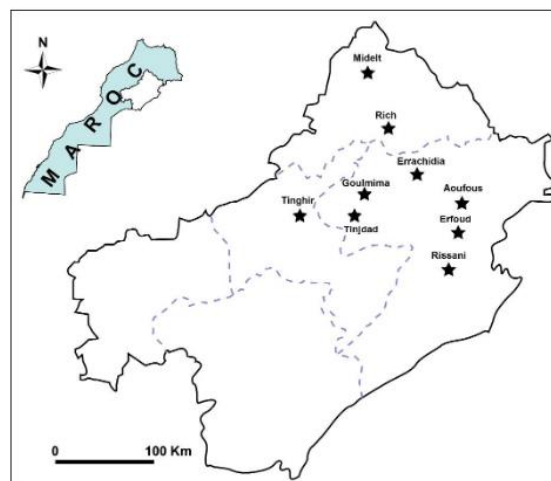 N
MAROC
Midelt
Rich
Errachidia
Goulmima
Aoufous
Tinghir
Tinjdad
Erfoud
Rissani
0 100 Km